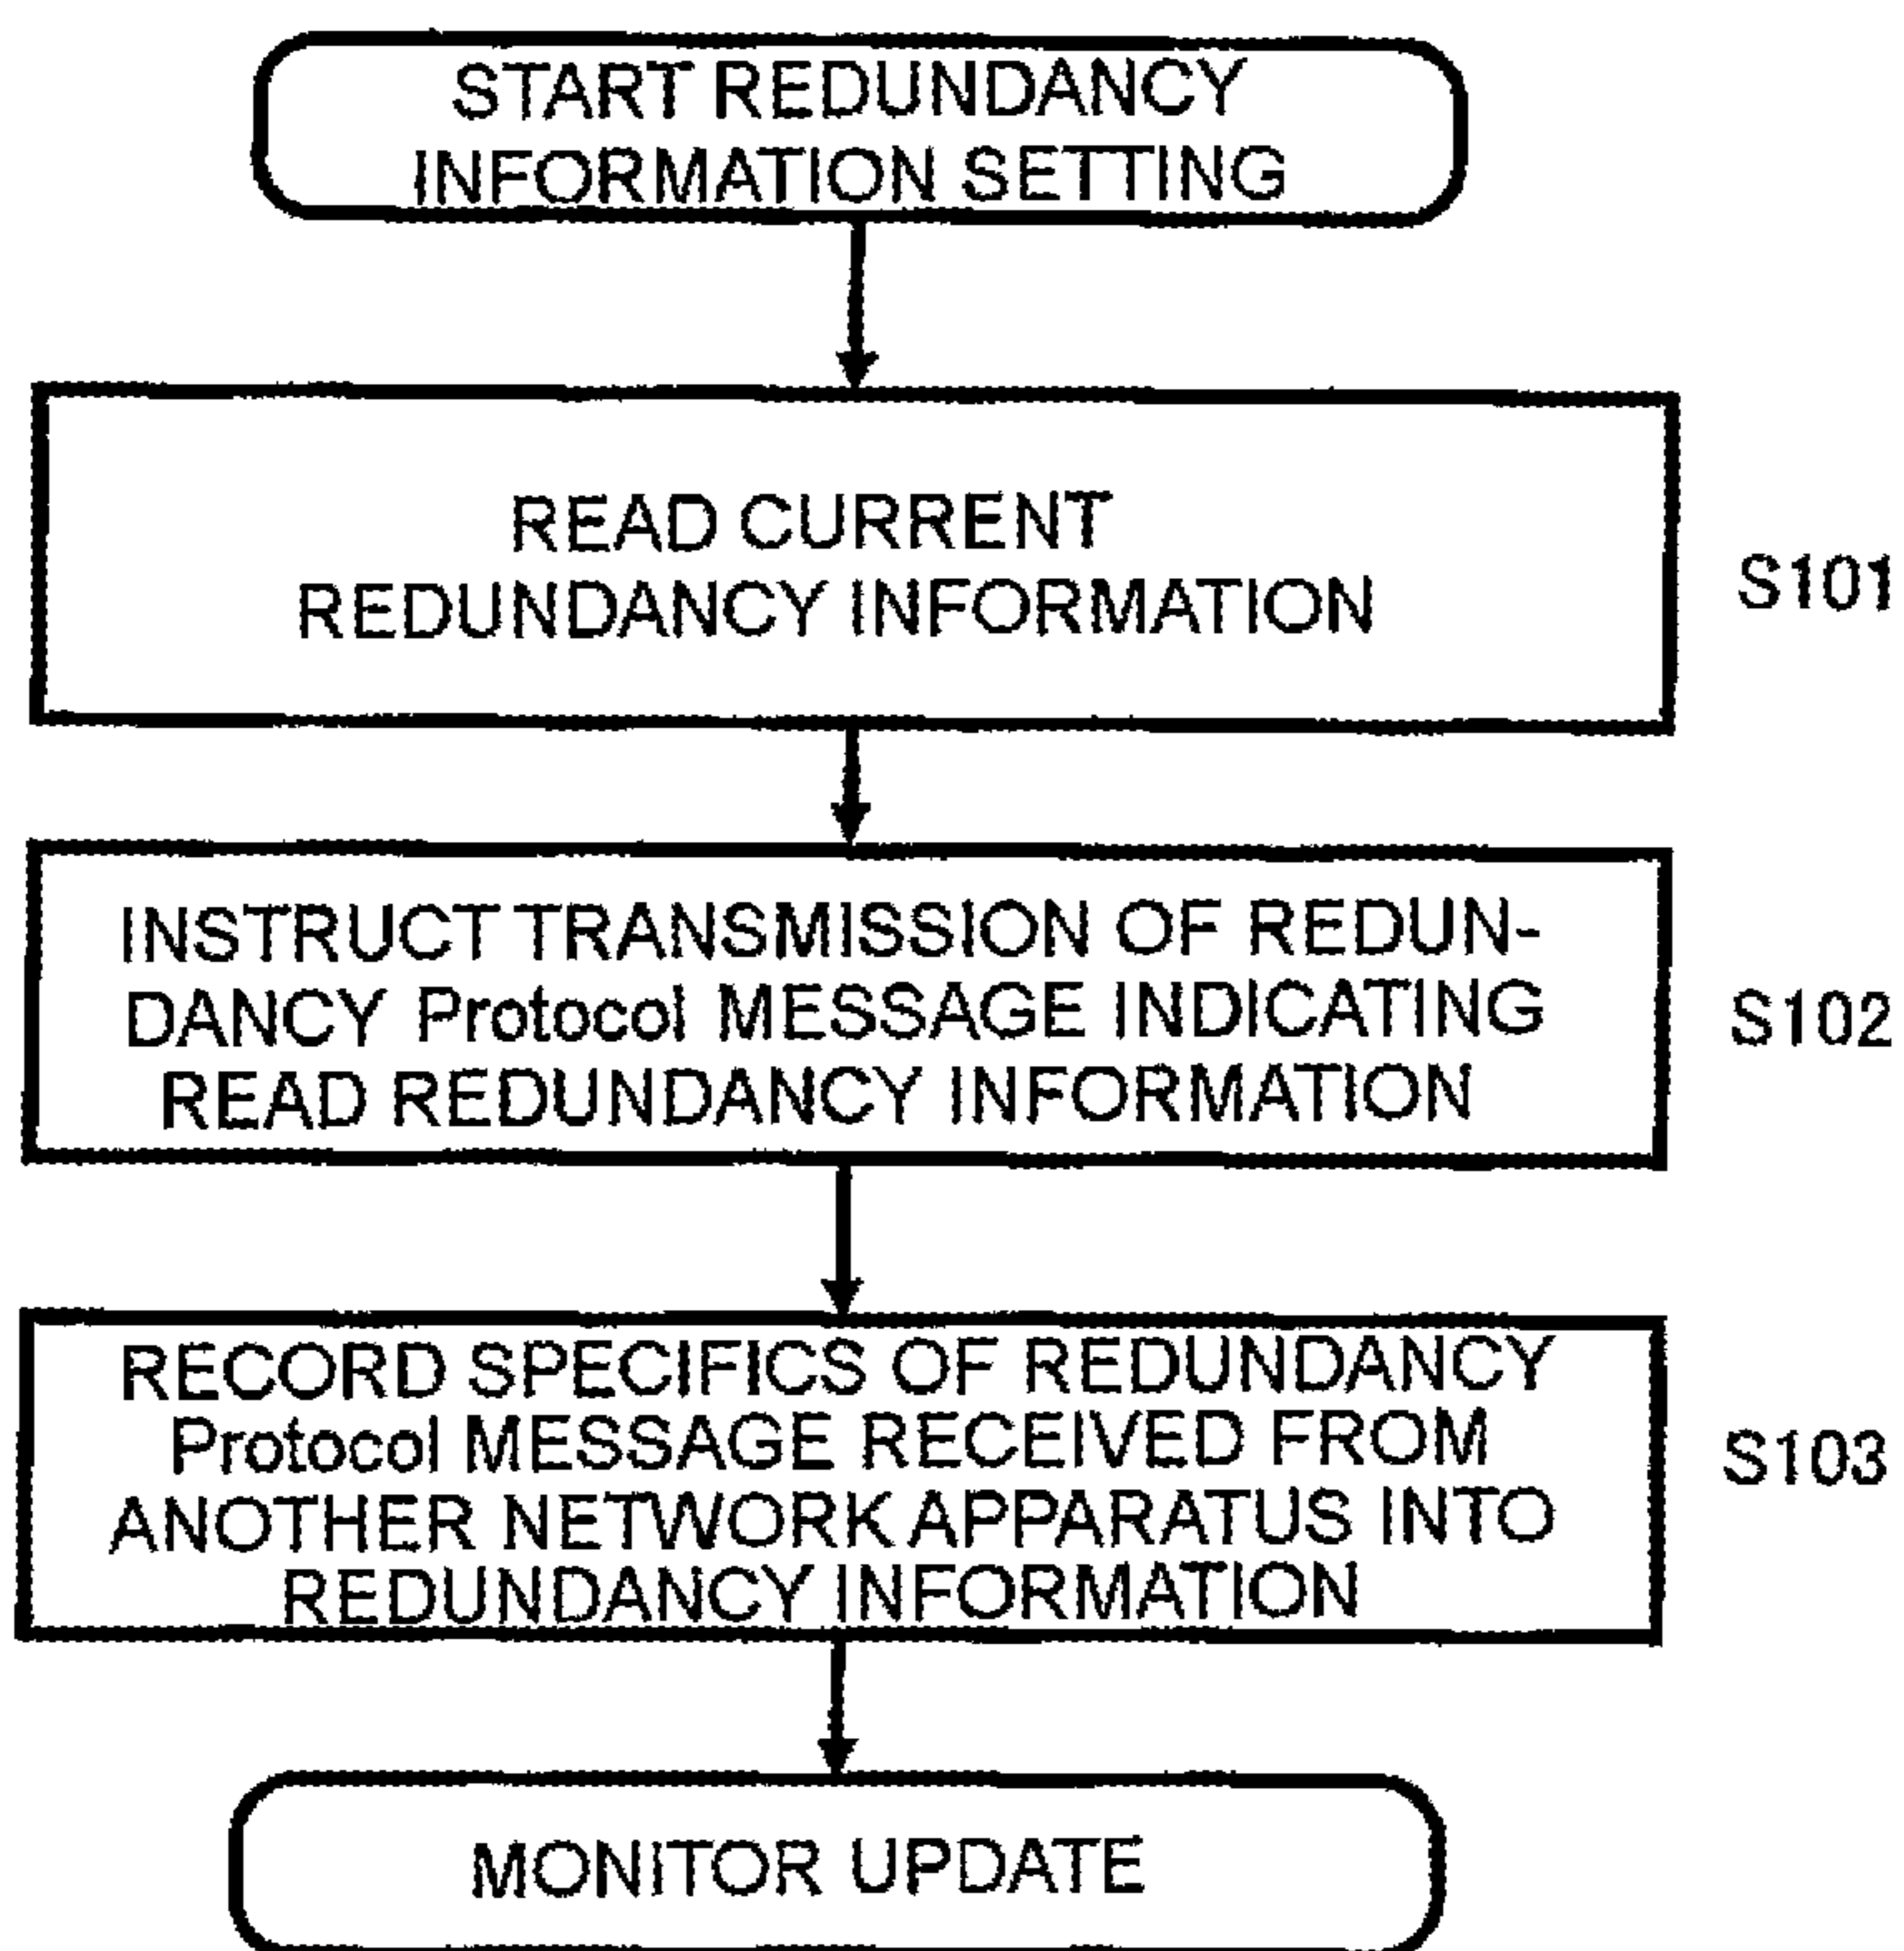 START REDUNDANCY
INFORMATION SETTING
READ CURRENT
REDUNDANCY INFORMATION
S101
INSTRUCT TRANSMISSION OF REDUN-
DANCY Protocol MESSAGE INDICATING
READ REDUNDANCY INFORMATION
S102
RECORD SPECIFICS OF REDUNDANCY
Protocol MESSAGE RECEIVED FROM
ANOTHER NETWORK APPARATUS INTO
REDUNDANCY INFORMATION
S103
MONITOR UPDATE